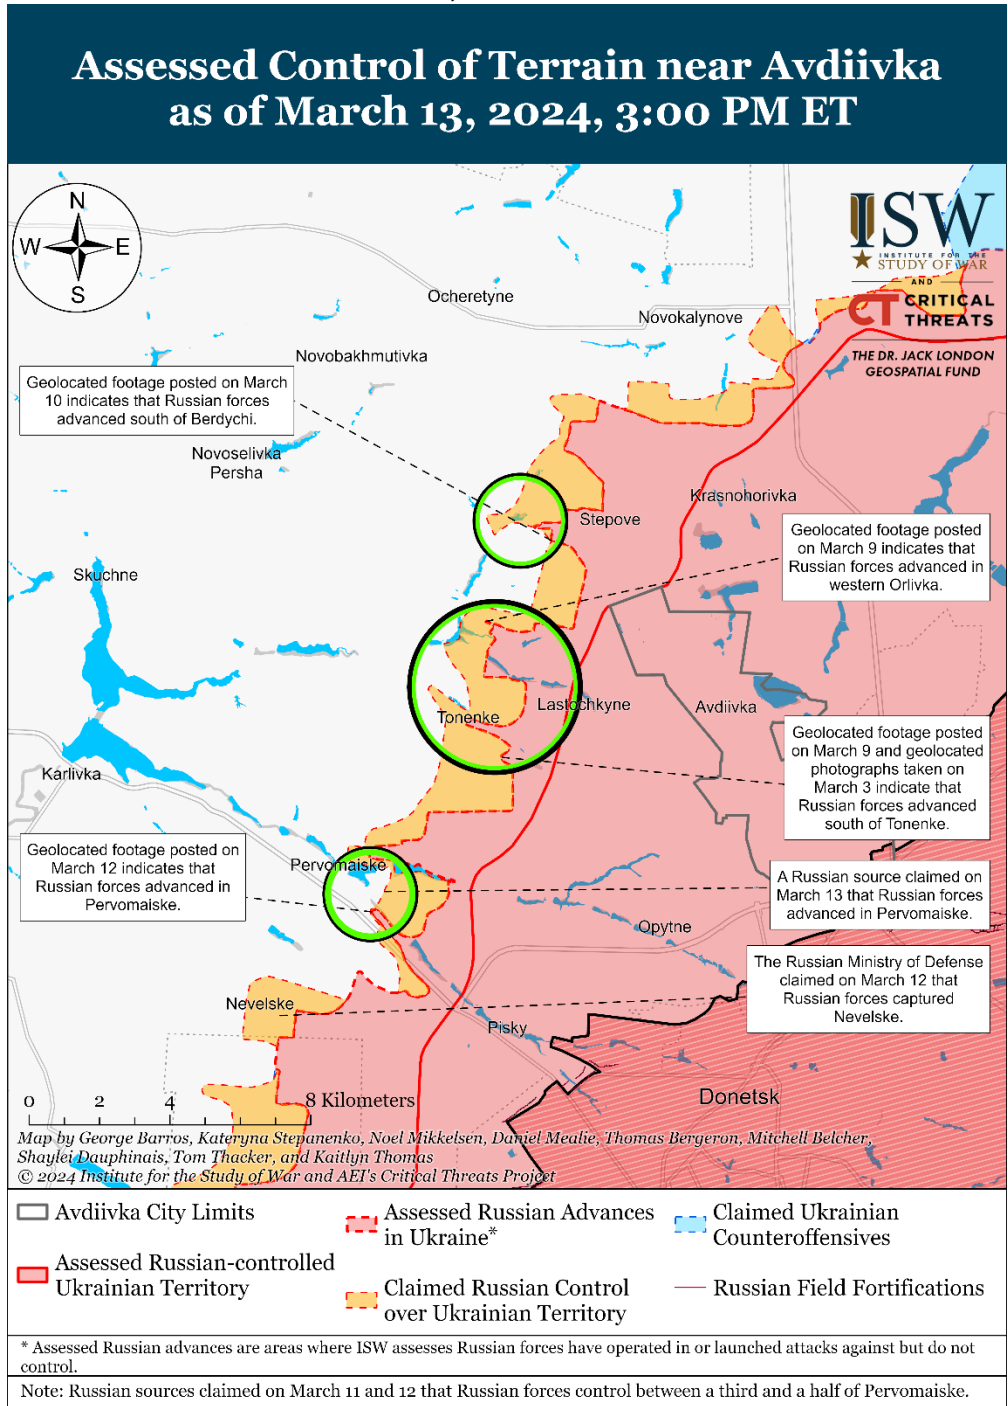 Assessed Control of Terrain near Avdiivka
as of March 13, 2024, 3:00 PM ET
N
W
E
S
ISW
INSTITUTE FOR THE
STUDY OF WAR
AND
CT
CRITICAL
THREATS
THE DR. JACK LONDON
GEOSPATIAL FUND
Ocheretyne
Novokalynove
Novobakhmutivka
Geolocated footage posted on March
10 indicates that Russian forces
advanced south of Berdychi.
Novoselivka
Persha
Krasnohorivka
Stepove
Geolocated footage posted
on March 9 indicates that
Russian forces advanced in
western Orlivka.
Skuchne
Lastochkyne
Avdiivka
Tonenke
Geolocated footage posted
on March 9 and geolocated
photographs taken on
March 3 indicate that
Russian forces advanced
south of Tonenke.
Karlivka
Geolocated footage posted on
March 12 indicates that
Russian forces advanced in
Pervomaiske.
Pervomaiske
A Russian source claimed on
March 13 that Russian forces
advanced in Pervomaiske.
Opytne
The Russian Ministry of Defense
claimed on March 12 that
Russian forces captured
Nevelske.
Nevelske
Pisky
Donetsk
0 2 4 8 Kilometers
Map by George Barros, Kateryna Stepanenko, Noel Mikkelsen, Daniel Mealie, Thomas Bergeron, Mitchell Belcher,
Shaylei Dauphinais, Tom Thacker, and Kaitlyn Thomas
© 2024 Institute for the Study of War and AEI's Critical Threats Project
Avdiivka City Limits
Assessed Russian-controlled
Ukrainian Territory
Assessed Russian Advances
in Ukraine*
Claimed Russian Control
over Ukrainian Territory
Claimed Ukrainian
Counteroffensives
Russian Field Fortifications
* Assessed Russian advances are areas where ISW assesses Russian forces have operated in or launched attacks against but do not
control.
Note: Russian sources claimed on March 11 and 12 that Russian forces control between a third and a half of Pervomaiske.